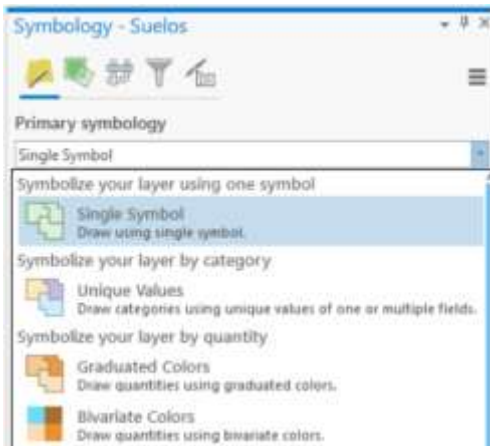 Symbology - Suelos
Primary symbology
Single Symbol
Symbolize your layer using one symbol
Single Symbol
Draw using single symbol.
Symbolize your layer by category
Unique Values
Draw categories using unique values of one or multiple fields.
Symbolize your layer by quantity
Graduated Colors
Draw quantities using graduated colors.
Bivariate Colors
Draw quantities using bivariate colors.